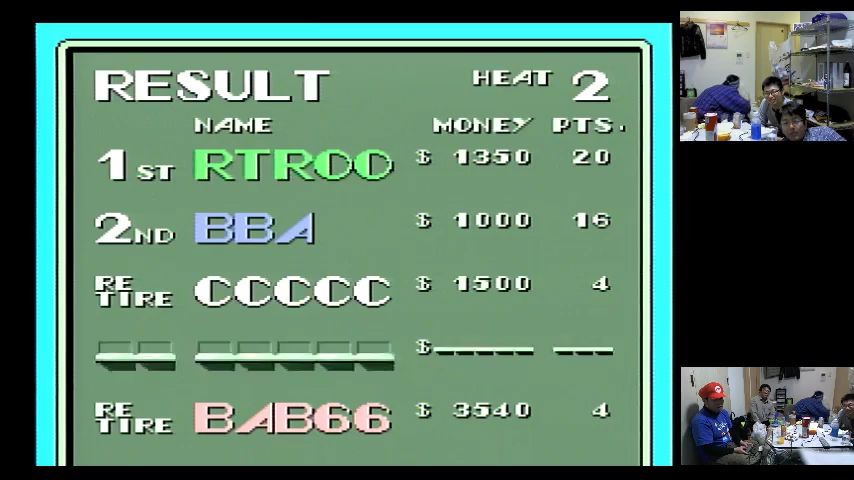 RESULT HEAT 2
NAME MONEY PTS.
1ST RTROO $ 1350 20
2ND BBA $ 1000 16
RETIRE CCCCC $ 1500 4
$
RETIRE BAB66 $ 3540 4